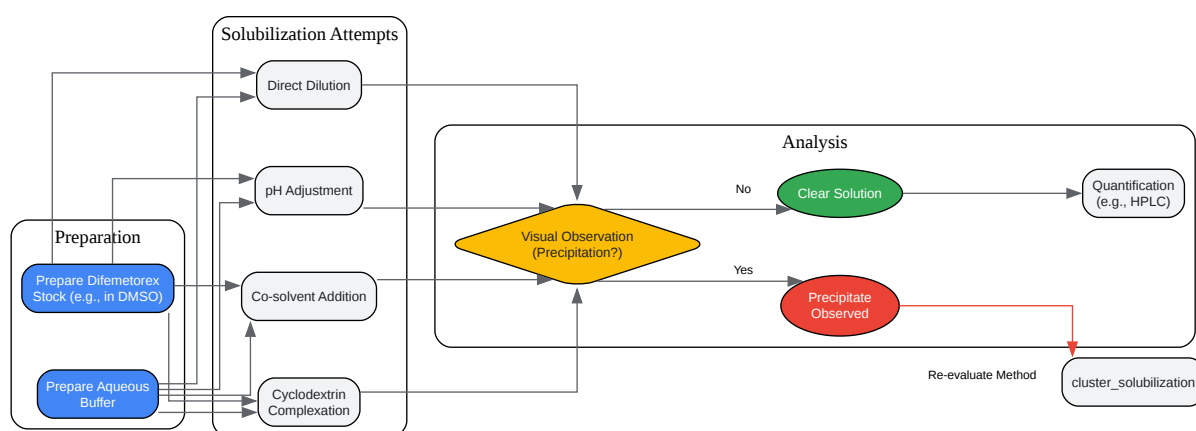 Solubilization Attempts
Direct Dilution
pH Adjustment
Co-solvent Addition
Cyclodextrin
Complexation
Preparation
Prepare Difemetorex
Stock (e.g., in DMSO)
Prepare Aqueous
Buffer
Analysis
Visual Observation
(Precipitation?)
No
Clear Solution
Quantification
(e.g., HPLC)
Yes
Precipitate
Observed
Re-evaluate Method
cluster_solubilization